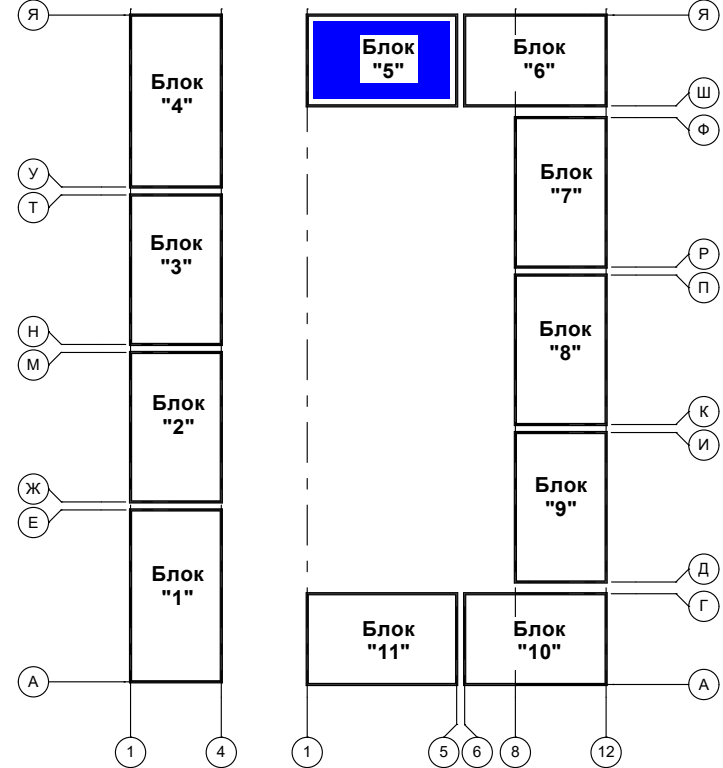 Я
Я
Блок
"4"
Блок
"5"
Блок
"6"
Ш
Ф
У
Т
Блок
"7"
Блок
"3"
Р
П
Н
М
Блок
"8"
Блок
"2"
К
И
Ж
Е
Блок
"9"
Блок
"1"
Д
Г
Блок
"11"
Блок
"10"
А
А
1
4
1
5
6
8
12